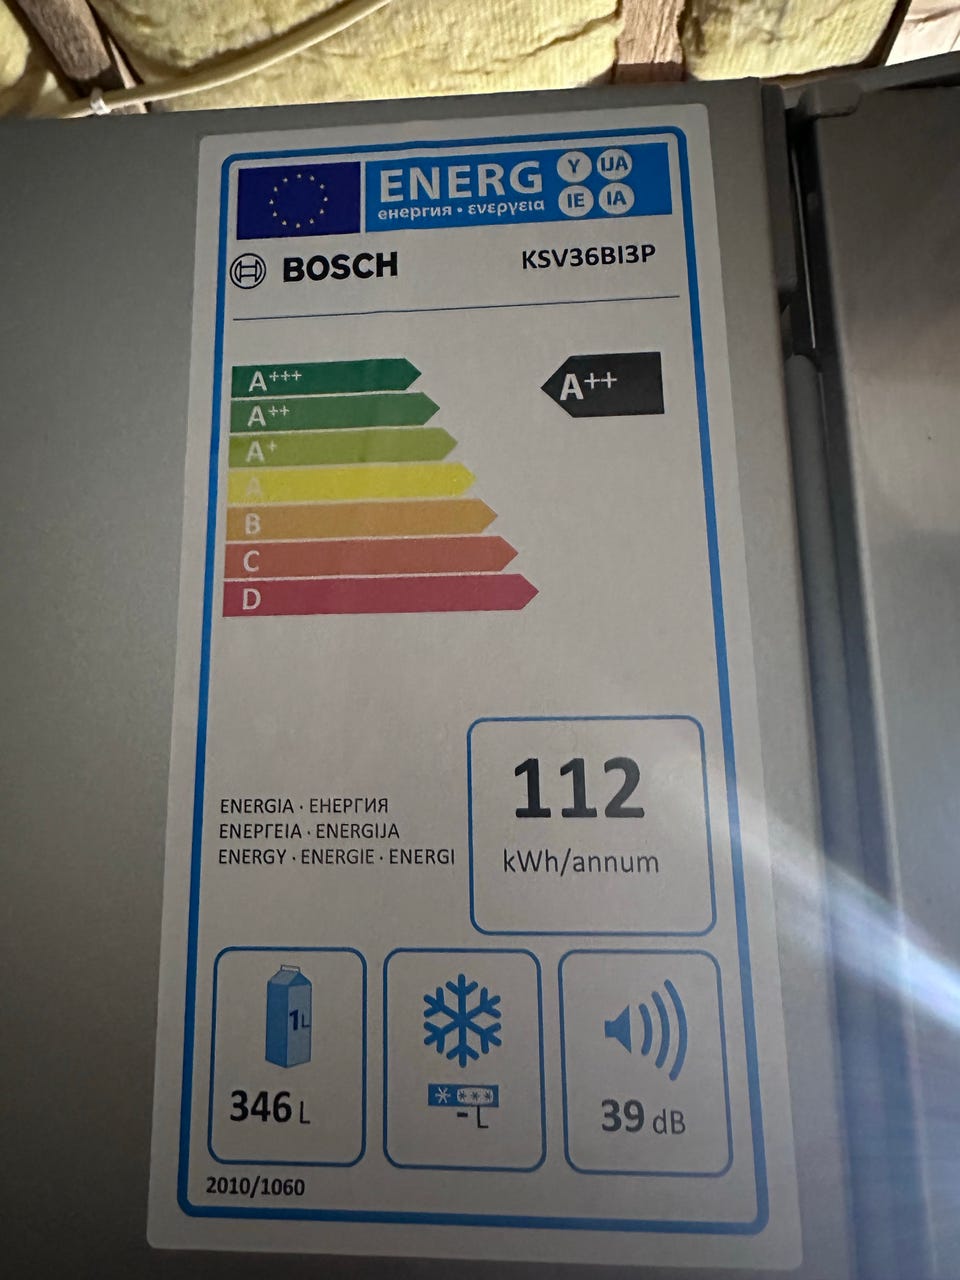 ENERG Y IJA
енергия · ενεργεια IE IA
BOSCH KSV36BI3P
A+++
A++
A++
A+
A
B
C
D
112
kWh/annum
ENERGIA · ЕНЕРГИЯ
ΕΝΕΡΓΕΙΑ · ENERGIJA
ENERGY · ENERGIE · ENERGI
1L
346 L
- L
39 dB
2010/1060